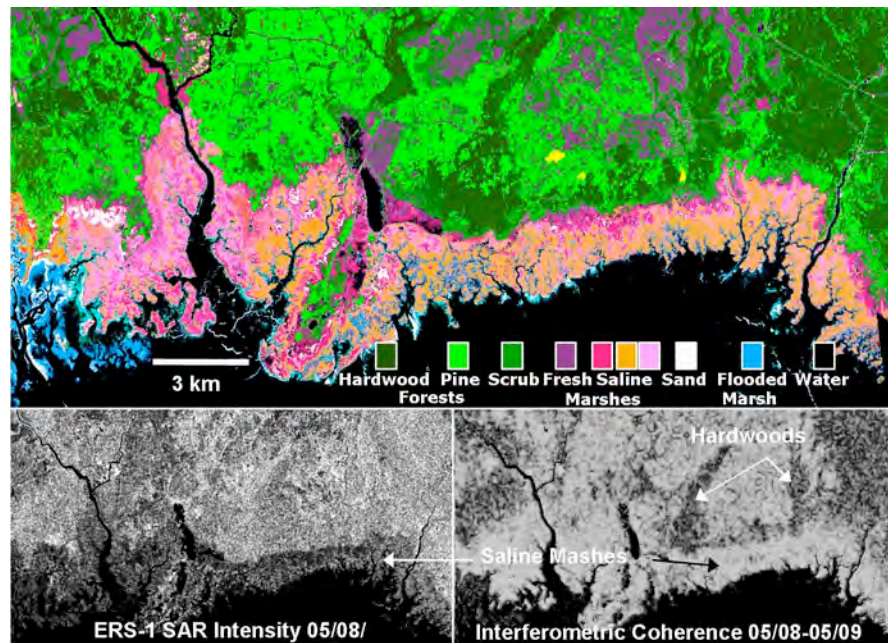 3 km
Hardwood Pine Scrub Fresh Saline Sand Flooded Water
Forests Marshes Marsh
Hardwoods
Saline Mashes
ERS-1 SAR Intensity 05/08/
Interferometric Coherence 05/08-05/09